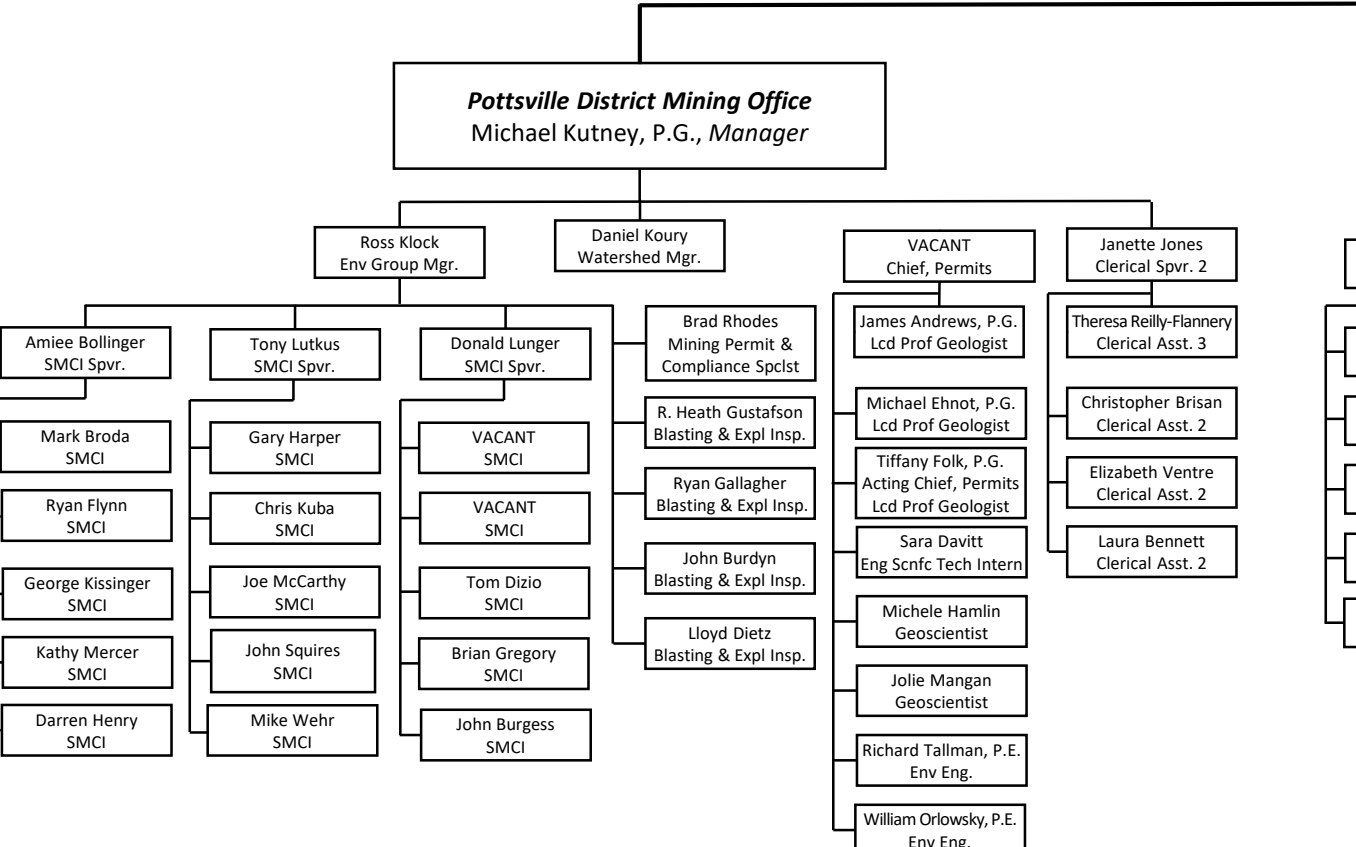 Pottsville District Mining Office
Michael Kutney, P.G., Manager
Ross Klock
Env Group Mgr.
Daniel Koury
Watershed Mgr.
VACANT
Chief, Permits
Janette Jones
Clerical Spvr. 2
Amiee Bollinger
SMCI Spvr.
Mark Broda
SMCI
Ryan Flynn
SMCI
George Kissinger
SMCI
Kathy Mercer
SMCI
Darren Henry
SMCI
Tony Lutkus
SMCI Spvr.
Gary Harper
SMCI
Chris Kuba
SMCI
Joe McCarthy
SMCI
John Squires
SMCI
Mike Wehr
SMCI
Donald Lunger
SMCI Spvr.
VACANT
SMCI
VACANT
SMCI
Tom Dizio
SMCI
Brian Gregory
SMCI
John Burgess
SMCI
Brad Rhodes
Mining Permit &
Compliance Spclst
R. Heath Gustafson
Blasting & Expl Insp.
Ryan Gallagher
Blasting & Expl Insp.
John Burdyn
Blasting & Expl Insp.
Lloyd Dietz
Blasting & Expl Insp.
James Andrews, P.G.
Lcd Prof Geologist
Michael Ehnot, P.G.
Lcd Prof Geologist
Tiffany Folk, P.G.
Acting Chief, Permits
Lcd Prof Geologist
Sara Davitt
Eng Scnfc Tech Intern
Michele Hamlin
Geoscientist
Jolie Mangan
Geoscientist
Richard Tallman, P.E.
Env Eng.
William Orlowsky, P.E.
Env Eng.
Theresa Reilly-Flannery
Clerical Asst. 3
Christopher Brisan
Clerical Asst. 2
Elizabeth Ventre
Clerical Asst. 2
Laura Bennett
Clerical Asst. 2